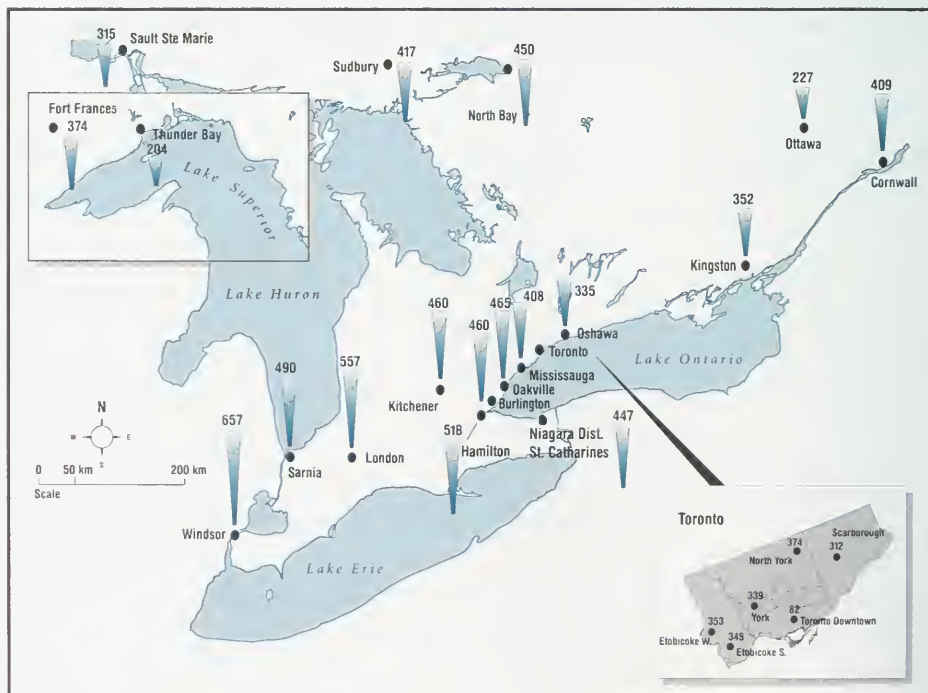 315
Sault Ste Marie
Sudbury
417
450
North Bay
227
Ottawa
409
Cornwall
Fort Frances
374
Thunder Bay
204
Lake Superior
352
Kingston
Lake Huron
460
460
465
408
335
Oshawa
Toronto
Lake Ontario
Mississauga
Oakville
Burlington
Kitchener
490
557
657
N
W
E
S
0 50 km 200 km
Scale
Sarnia
London
518
Hamilton
Niagara Dist.
St. Catharines
447
Windsor
Lake Erie
Toronto
Scarborough
374
North York
312
339
York
82
Toronto Downtown
353
Etobicoke W.
348
Etobicoke S.